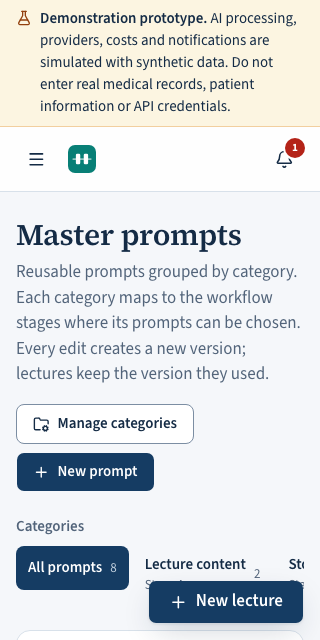 Demonstration prototype. AI processing,
providers, costs and notifications are
simulated with synthetic data. Do not
enter real medical records, patient
information or API credentials.
1
Master prompts
Reusable prompts grouped by category.
Each category maps to the workflow
stages where its prompts can be chosen.
Every edit creates a new version;
lectures keep the version they used.
Manage categories
New prompt
Categories
All prompts 8
Lecture content 2
New lecture